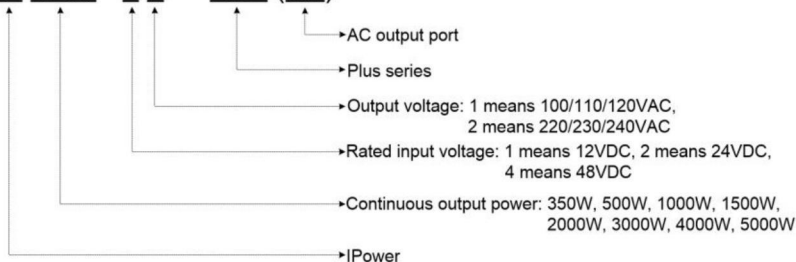 AC output port
Plus series
Output voltage: 1 means 100/110/120VAC,
2 means 220/230/240VAC
Rated input voltage: 1 means 12VDC, 2 means 24VDC,
4 means 48VDC
Continuous output power: 350W, 500W, 1000W, 1500W,
2000W, 3000W, 4000W, 5000W
IPower